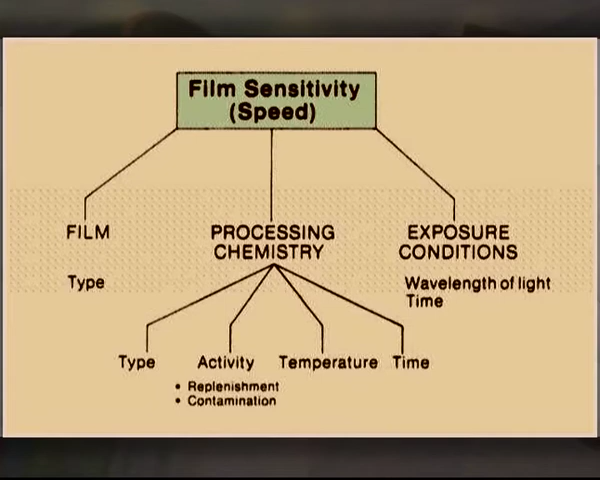 Film Sensitivity
(Speed)
FILM
PROCESSING
CHEMISTRY
EXPOSURE
CONDITIONS
Type
Wavelength of light
Time
Type
Activity
Temperature
Time
• Replenishment
• Contamination